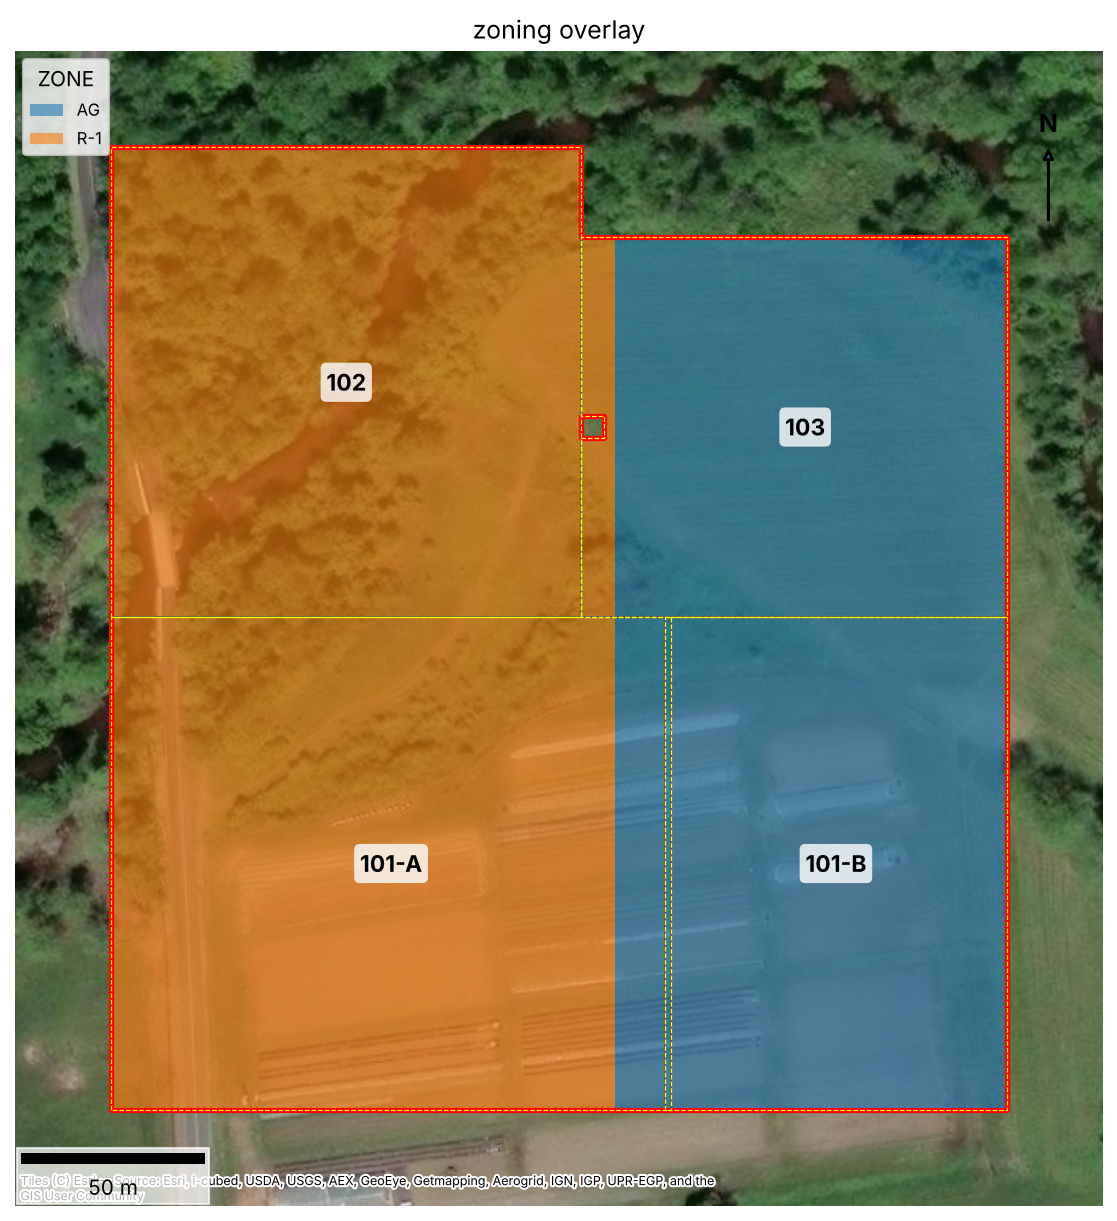 zoning overlay
ZONE
AG
R-1
N
102
103
101-A
101-B
50 m
Tiles (C) Esri -- Source: Esri, i-cubed, USDA, USGS, AEX, GeoEye, Getmapping, Aerogrid, IGN, IGP, UPR-EGP, and the
GIS User Community